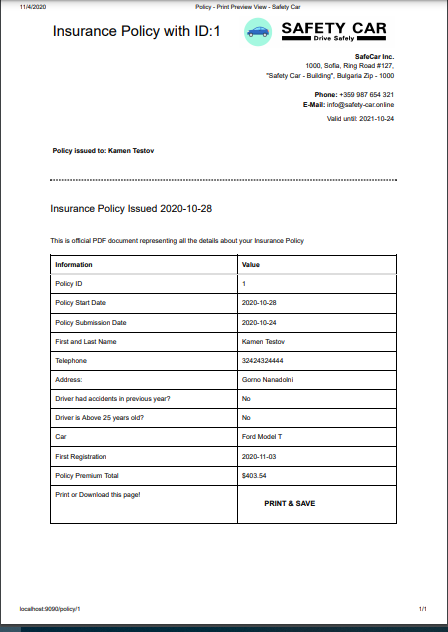 11/4/2020 Policy - Print Preview View - Safety Car
Insurance Policy with ID:1
SAFETY CAR
Drive Safely
SafeCar Inc.
1000, Sofia, Ring Road #127,
"Safety Car - Building", Bulgaria Zip - 1000
Phone: +359 987 654 321
E-Mail: info@safety-car.online
Valid until: 2021-10-24
Policy issued to: Kamen Testov
Insurance Policy Issued 2020-10-28
This is official PDF document representing all the details about your Insurance Policy
Information Value
Policy ID 1
Policy Start Date 2020-10-28
Policy Submission Date 2020-10-24
First and Last Name Kamen Testov
Telephone 32424324444
Address: Gorno Nanadolni
Driver had accidents in previous year? No
Driver is Above 25 years old? No
Car Ford Model T
First Registration 2020-11-03
Policy Premium Total $403.54
Print or Download this page! PRINT & SAVE
localhost:9090/policy/1 1/1